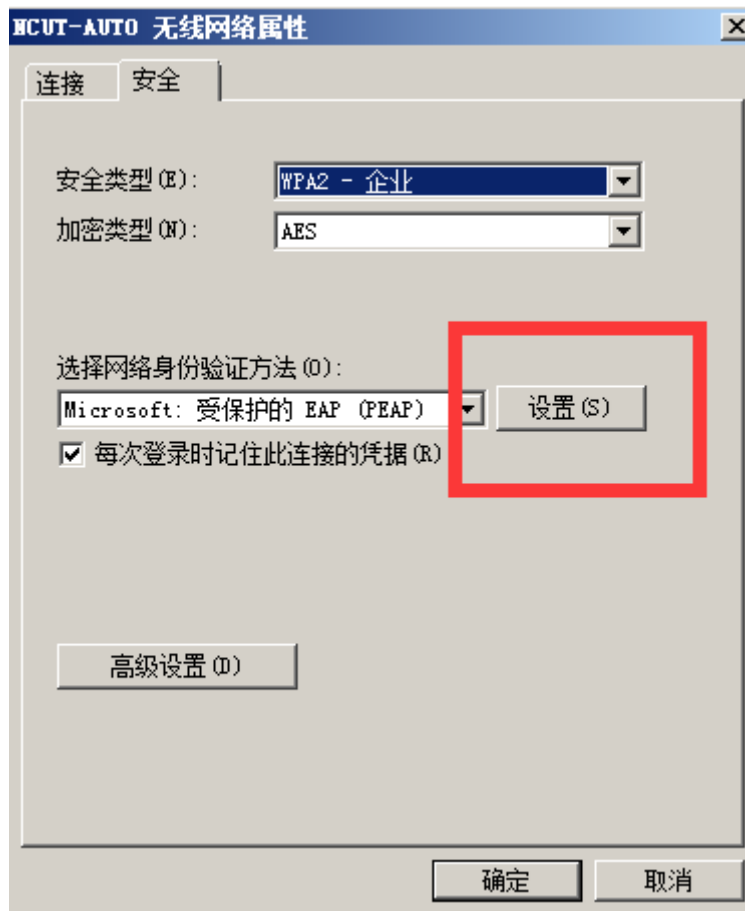 NCUT-AUTO 无线网络属性
连接 安全
安全类型(E): WPA2 - 企业
加密类型(N): AES
选择网络身份验证方法(O):
Microsoft: 受保护的 EAP (PEAP) 设置(S)
每次登录时记住此连接的凭据(R)
高级设置(D)
确定 取消